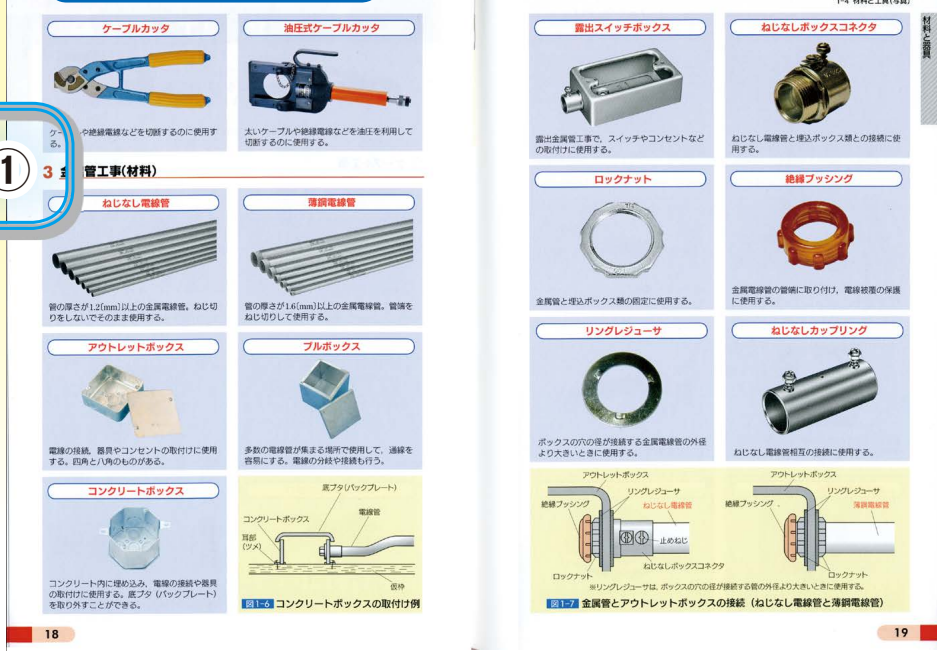 ケーブルカッタ
油圧式ケーブルカッタ
や絶縁電線などを切断するのに使用す
る。
太いケーブルや絶縁電線などを油圧を利用して
切断するのに使用する。
1
3 管工事(材料)
ねじなし電線管
薄鋼電線管
管の厚さが1.2〔mm〕以上の金属電線管。ねじ切
りをしないでそのまま使用する。
管の厚さが1.6〔mm〕以上の金属電線管。管端を
ねじ切りして使用する。
アウトレットボックス
プルボックス
電線の接続，器具やコンセントの取付けに使用
する。四角と八角のものがある。
多数の電線管が集まる場所で使用して，通線を
容易にする。電線の分岐や接続も行う。
コンクリートボックス
コンクリート内に埋め込み，電線の接続や器具
の取付けに使用する。底ブタ（バックプレート）
を取り外すことができる。
底ブタ(バックプレート)
コンクリートボックス
電線管
耳部
(ツメ)
仮枠
図1-6 コンクリートボックスの取付け例
18
1-4 材料と工具(写真)
材料と器具
露出スイッチボックス
ねじなしボックスコネクタ
露出金属管工事で，スイッチやコンセントなど
の取付けに使用する。
ねじなし電線管と埋込ボックス類との接続に使
用する。
ロックナット
絶縁ブッシング
金属管と埋込ボックス類の固定に使用する。
金属電線管の管端に取り付け，電線被覆の保護
に使用する。
リングレジューサ
ねじなしカップリング
ボックスの穴の径が接続する金属電線管の外径
より大きいときに使用する。
ねじなし電線管相互の接続に使用する。
アウトレットボックス
リングレジューサ
絶縁ブッシング
ねじなし電線管
止めねじ
ねじなしボックスコネクタ
ロックナット
アウトレットボックス
リングレジューサ
絶縁ブッシング
薄鋼電線管
ロックナット
※リングレジューサは，ボックスの穴の径が接続する管の外径より大きいときに使用する。
図1-7 金属管とアウトレットボックスの接続（ねじなし電線管と薄鋼電線管）
19